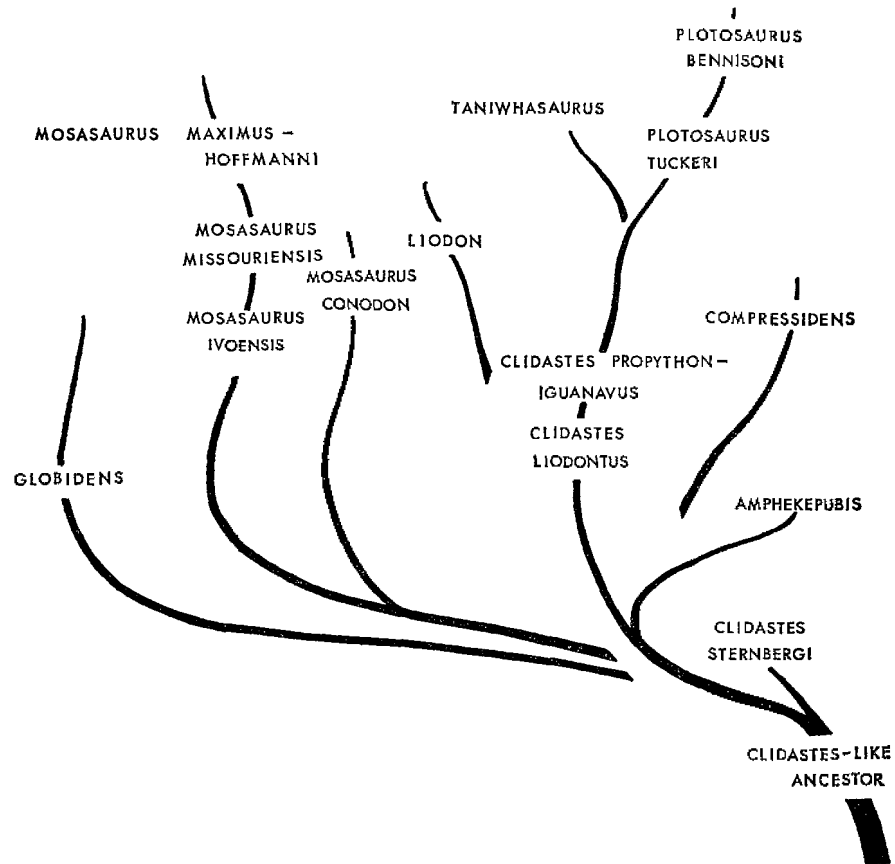 PLOTOSAURUS
BENNISONI
TANIWHASAURUS
PLOTOSAURUS
TUCKERI
MOSASAURUS MAXIMUS –
HOFFMANNI
MOSASAURUS
MISSOURIENSIS
LIODON
MOSASAURUS
CONODON
MOSASAURUS
IVOENSIS
COMPRESSIDENS
CLIDASTES PROPYTHON –
IGUANAVUS
CLIDASTES
LIODONTUS
GLOBIDENS
AMPHEKEPUBIS
CLIDASTES
STERNBERGI
CLIDASTES-LIKE
ANCESTOR